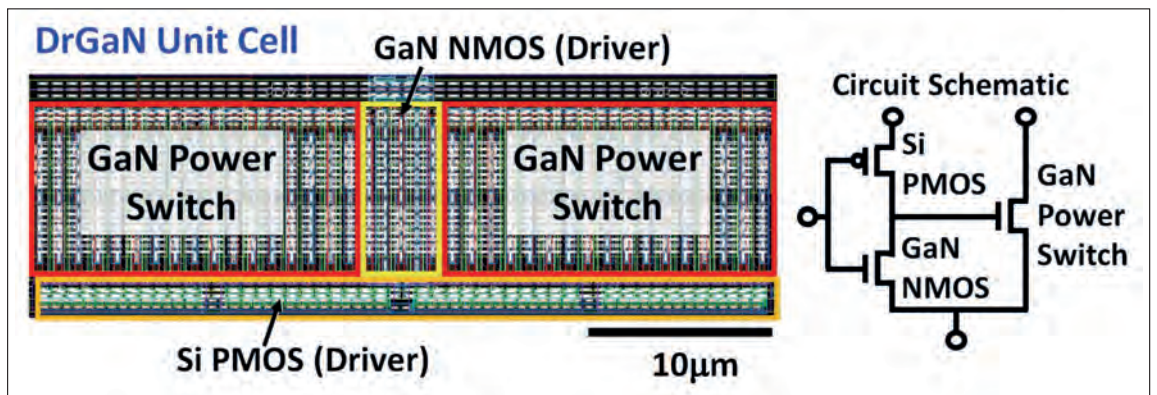 DrGaN Unit Cell
GaN NMOS (Driver)
GaN Power
Switch
GaN Power
Switch
Si PMOS (Driver)
10μm
Circuit Schematic
Si
PMOS
GaN
NMOS
GaN
Power
Switch